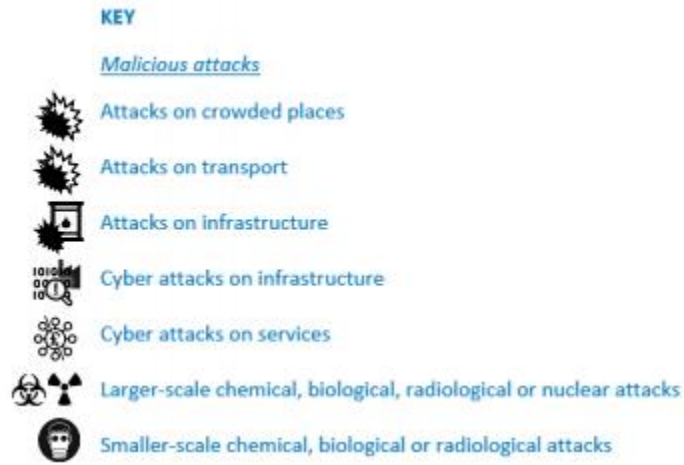 KEY
Malicious attacks
Attacks on crowded places
Attacks on transport
Attacks on infrastructure
Cyber attacks on infrastructure
Cyber attacks on services
Larger-scale chemical, biological, radiological or nuclear attacks
Smaller-scale chemical, biological or radiological attacks